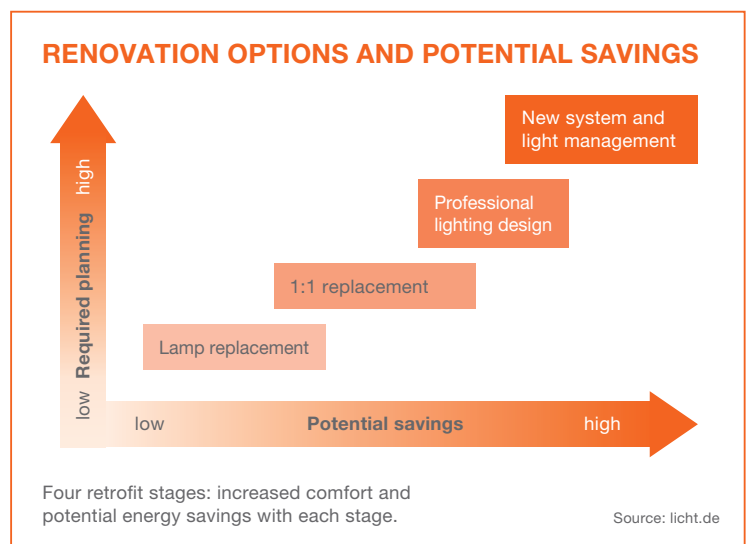 RENOVATION OPTIONS AND POTENTIAL SAVINGS
New system and
light management
Professional
lighting design
1:1 replacement
Lamp replacement
low Required planning high
low Potential savings high
Four retrofit stages: increased comfort and
potential energy savings with each stage.
Source: licht.de